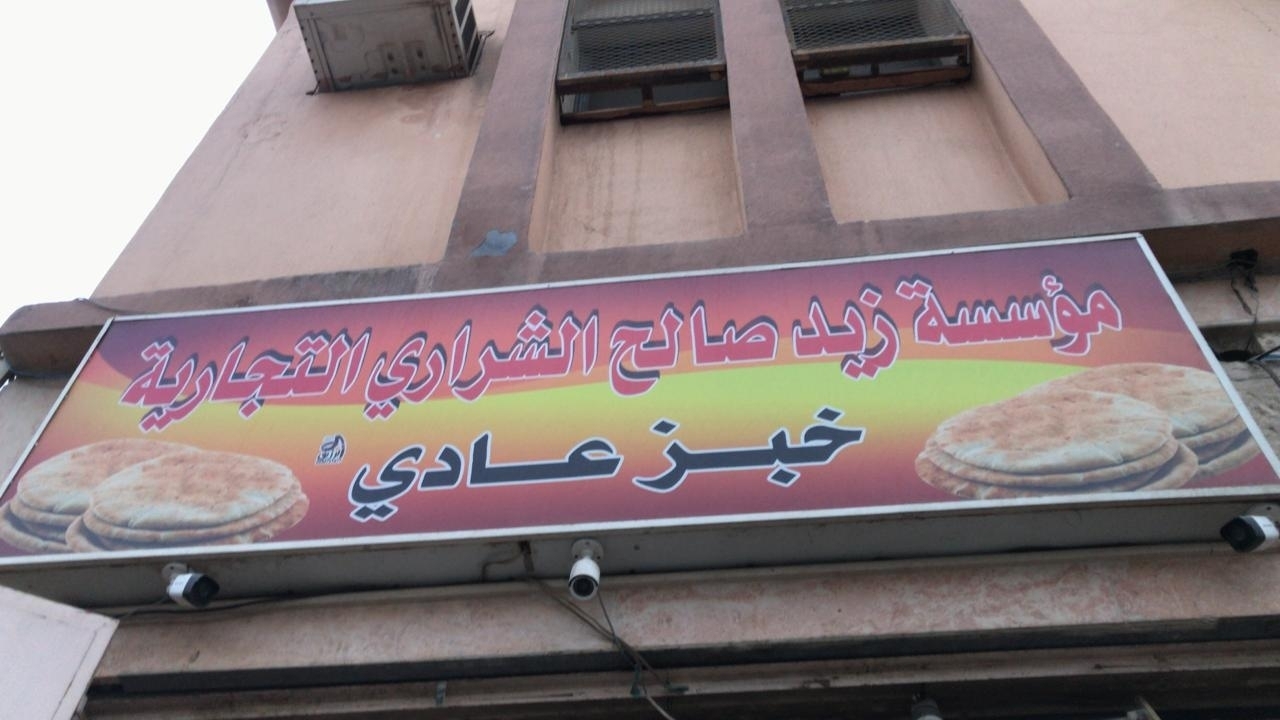 مؤسسة زيد صالح الشراري التجارية
خبز عادي